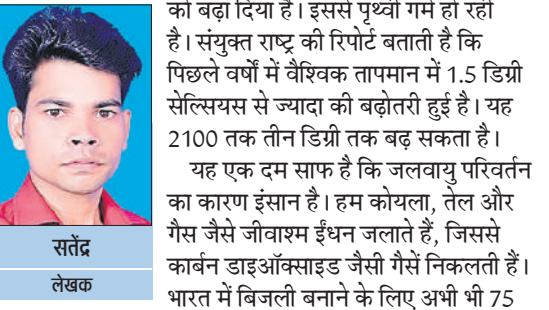 को बढ़ा दिया है। इससे पृथ्वी गर्म हो रही
है। संयुक्त राष्ट्र की रिपोर्ट बताती है कि
पिछले वर्षों में वैश्विक तापमान में 1.5 डिग्री
सेल्सियस से ज्यादा की बढ़ोतरी हुई है। यह
2100 तक तीन डिग्री तक बढ़ सकता है।
यह एक दम साफ है कि जलवायु परिवर्तन
का कारण इंसान है। हम कोयला, तेल और
गैस जैसे जीवाश्म ईंधन जलाते हैं, जिससे
कार्बन डाइऑक्साइड जैसी गैसें निकलती हैं।
भारत में बिजली बनाने के लिए अभी भी 75
सतेंद्र
लेखक